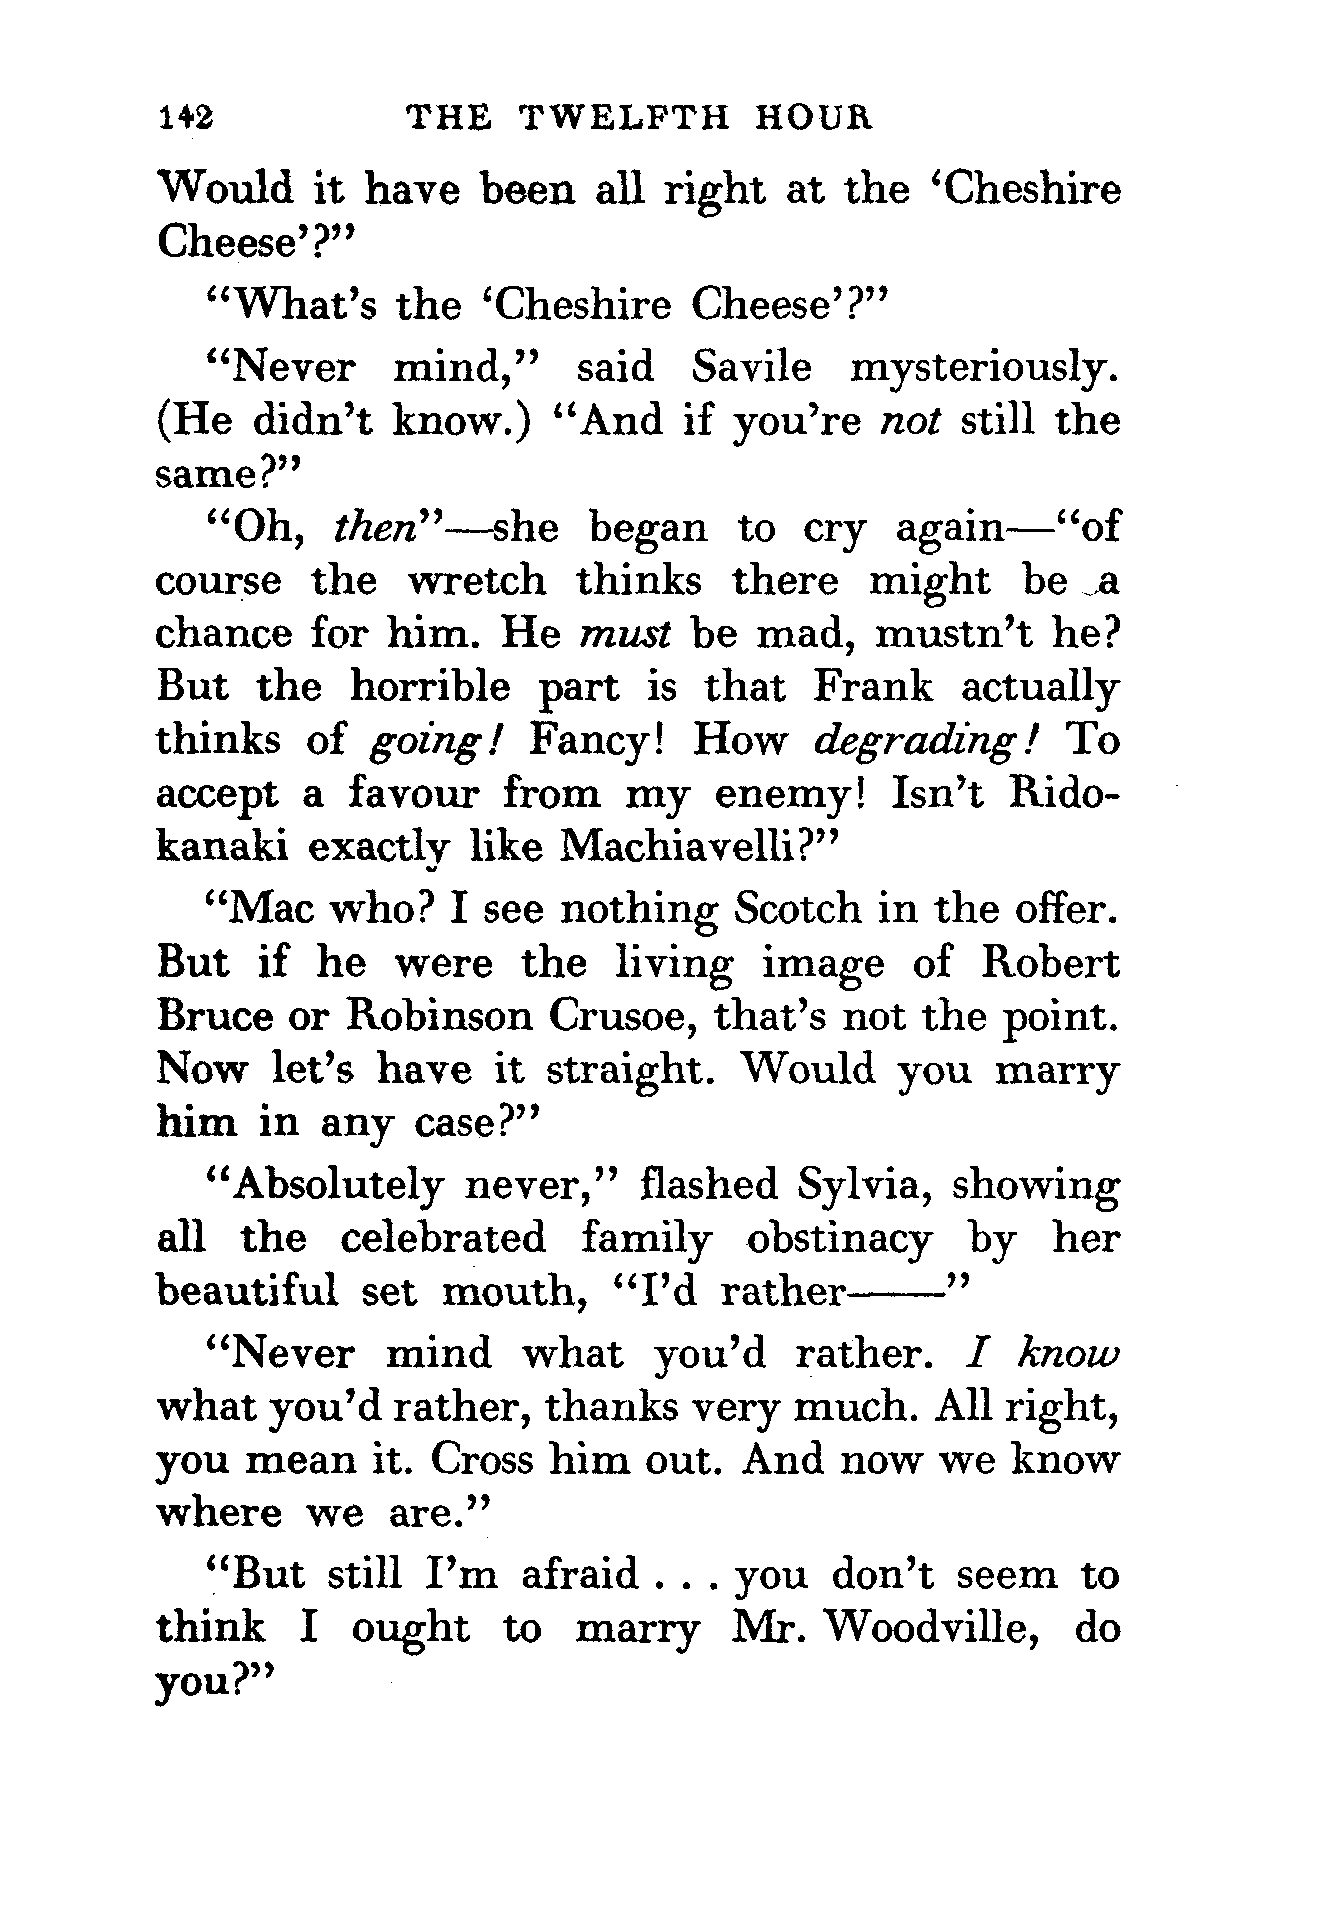 142 THE TWELFTH HOUR
Would it have been all right at the ‘Cheshire
Cheese’?”
“What’s the ‘Cheshire Cheese’?”
“Never mind,” said Savile mysteriously.
(He didn’t know.) “And if you’re not still the
same?”
“Oh, then”—she began to cry again—“of
course the wretch thinks there might be a
chance for him. He must be mad, mustn’t he?
But the horrible part is that Frank actually
thinks of going! Fancy! How degrading! To
accept a favour from my enemy! Isn’t Rido-
kanaki exactly like Machiavelli?”
“Mac who? I see nothing Scotch in the offer.
But if he were the living image of Robert
Bruce or Robinson Crusoe, that’s not the point.
Now let’s have it straight. Would you marry
him in any case?”
“Absolutely never,” flashed Sylvia, showing
all the celebrated family obstinacy by her
beautiful set mouth, “I’d rather——”
“Never mind what you’d rather. I know
what you’d rather, thanks very much. All right,
you mean it. Cross him out. And now we know
where we are.”
“But still I’m afraid . . . you don’t seem to
think I ought to marry Mr. Woodville, do
you?”